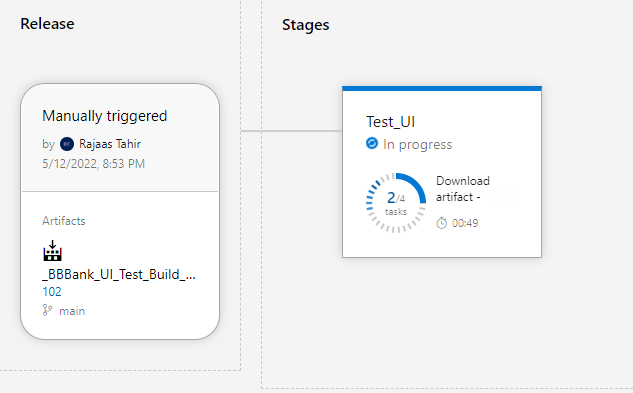 Release
Stages
Manually triggered
by Rajaas Tahir
5/12/2022, 8:53 PM
Artifacts
_BBBank_UI_Test_Build_...
102
main
Test_UI
In progress
2/4
tasks
Download
artifact -
00:49